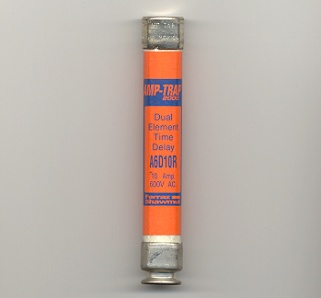 AMP-TRAP
2000
Dual
Element
Time
Delay
A6D10R
10 Amp.
600V AC
Ferraz
Shawmut